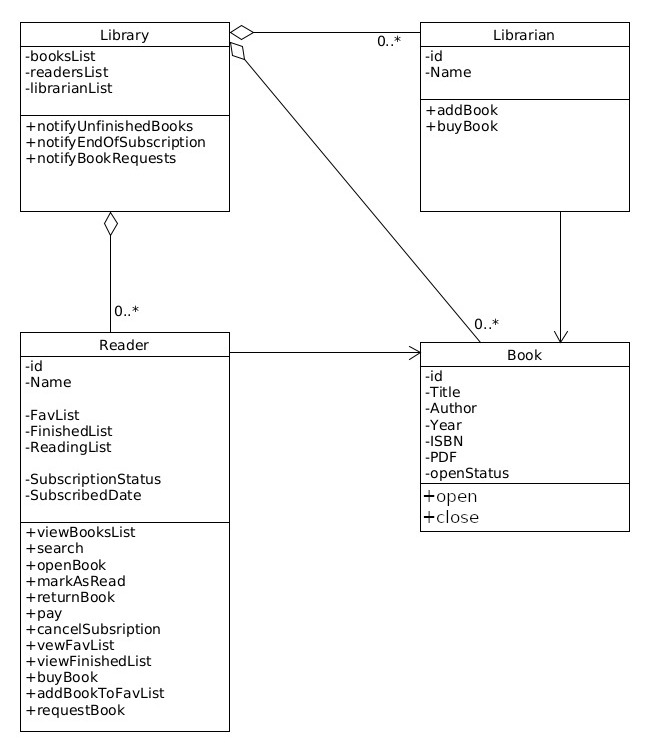 Library
-booksList
-readersList
-librarianList
+notifyUnfinishedBooks
+notifyEndOfSubscription
+notifyBookRequests
0..*
Librarian
-id
-Name
+addBook
+buyBook
0..*
0..*
Reader
-id
-Name
-FavList
-FinishedList
-ReadingList
-SubscriptionStatus
-SubscribedDate
+viewBooksList
+search
+openBook
+markAsRead
+returnBook
+pay
+cancelSubsription
+vewFavList
+viewFinishedList
+buyBook
+addBookToFavList
+requestBook
Book
-id
-Title
-Author
-Year
-ISBN
-PDF
-openStatus
+open
+close